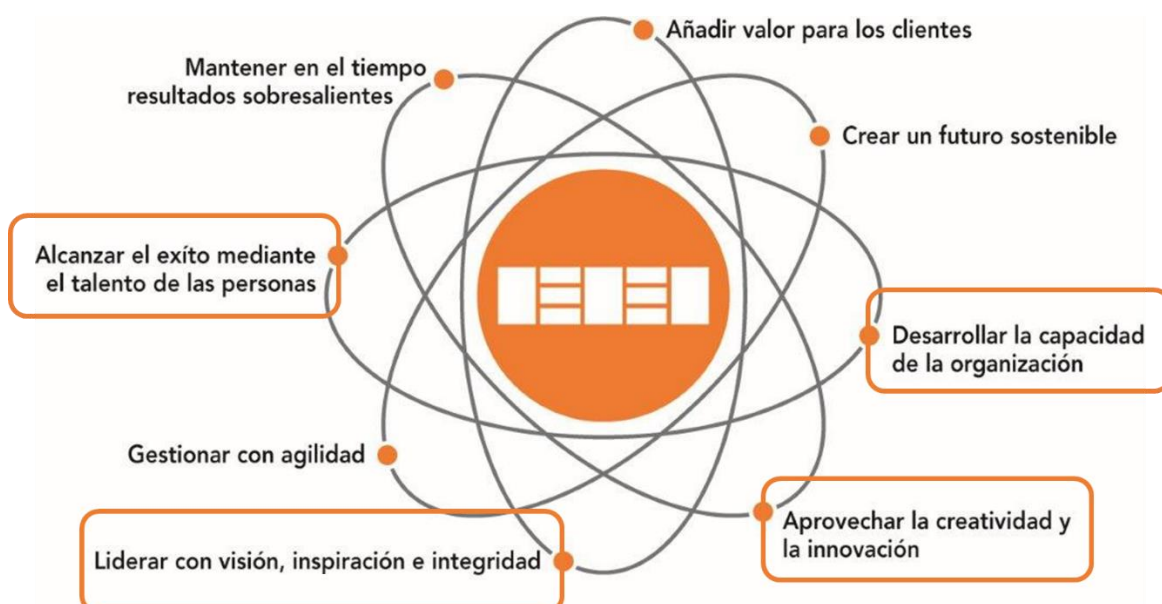 Añadir valor para los clientes
Mantener en el tiempo
resultados sobresalientes
Crear un futuro sostenible
Alcanzar el exíto mediante
el talento de las personas
Desarrollar la capacidad
de la organización
Gestionar con agilidad
Aprovechar la creatividad y
la innovación
Liderar con visión, inspiración e integridad